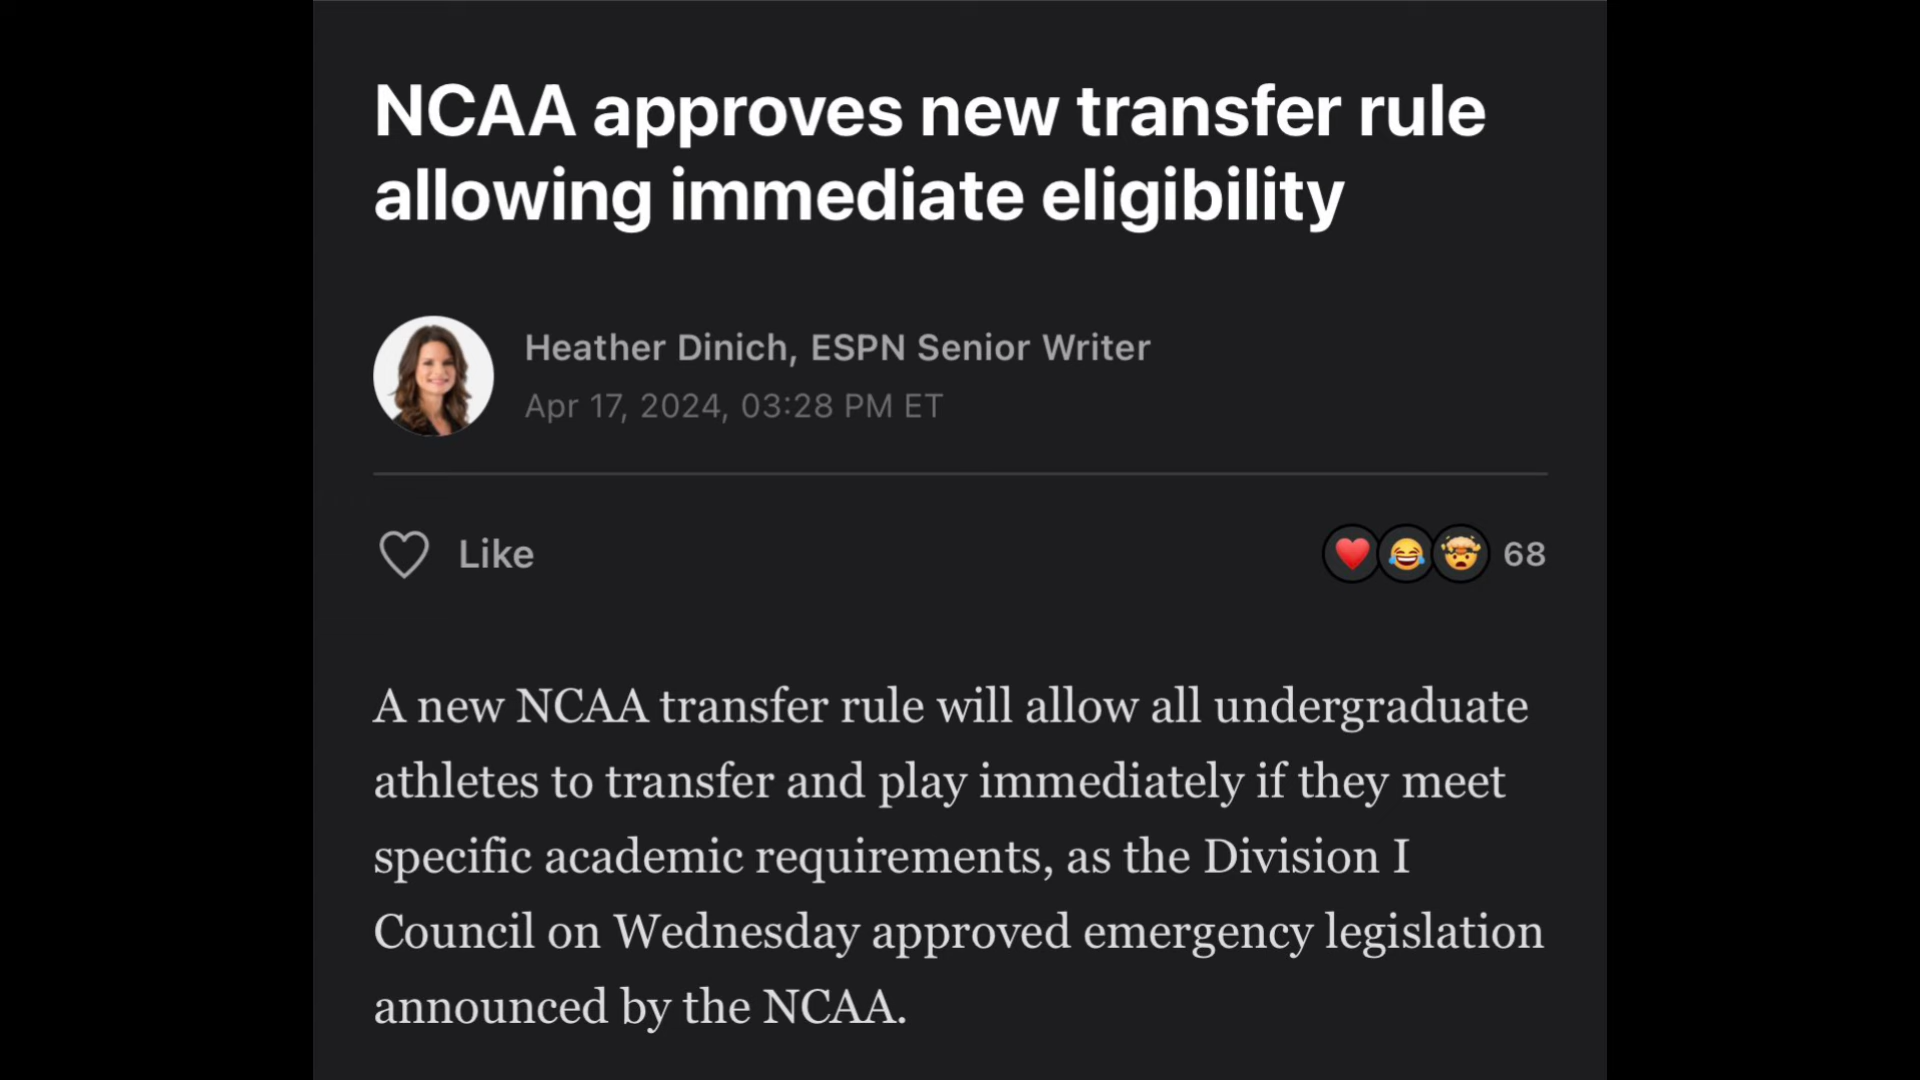 NCAA approves new transfer rule
allowing immediate eligibility
Heather Dinich, ESPN Senior Writer
Apr 17, 2024, 03:28 PM ET
Like
68
A new NCAA transfer rule will allow all undergraduate
athletes to transfer and play immediately if they meet
specific academic requirements, as the Division I
Council on Wednesday approved emergency legislation
announced by the NCAA.